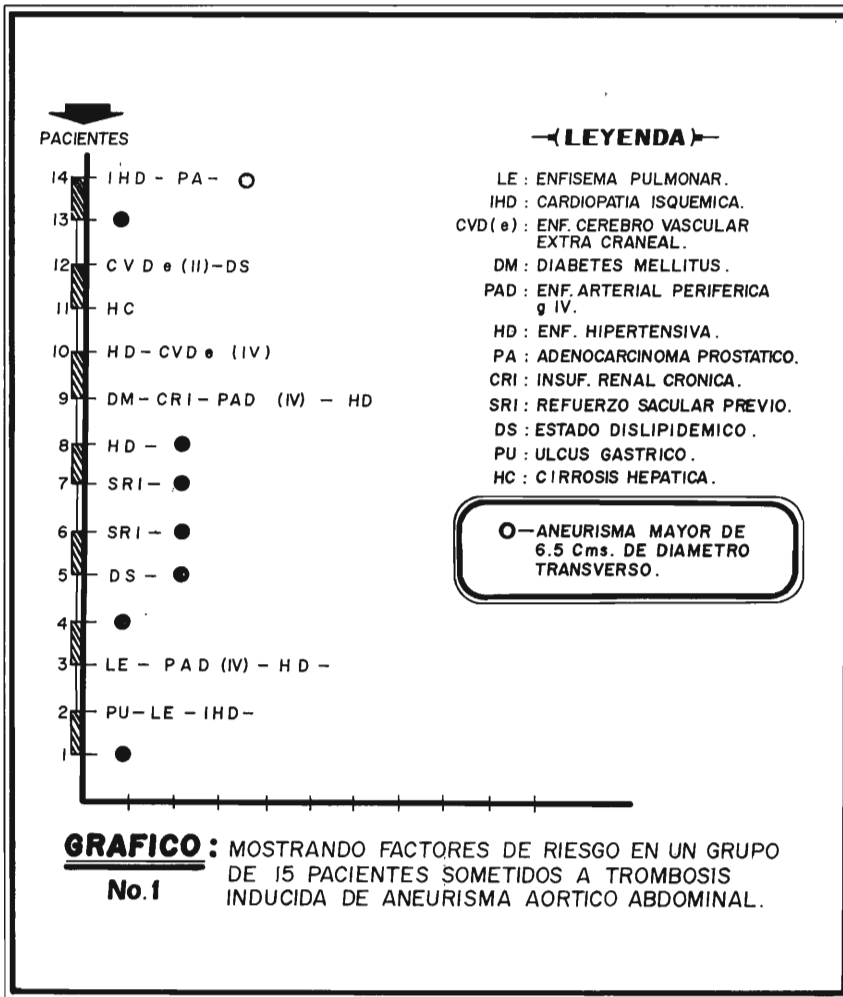 PACIENTES
14 IHD - PA - O
13 ●
12 CVD e (II)-DS
11 HC
10 HD-CVD e (IV)
9 DM-CRI-PAD (IV) - HD
8 HD - ●
7 SRI- ●
6 SRI- ●
5 DS - ●
4 ●
3 LE - PAD (IV) - HD -
2 PU-LE -IHD-
1 ●
LEYENDA
LE : ENFISEMA PULMONAR.
IHD : CARDIOPATIA ISQUEMICA.
CVD(e) : ENF. CEREBRO VASCULAR
EXTRA CRANEAL.
DM : DIABETES MELLITUS.
PAD : ENF. ARTERIAL PERIFERICA
g IV.
HD : ENF. HIPERTENSIVA.
PA : ADENOCARCINOMA PROSTATICO.
CRI : INSUF. RENAL CRONICA.
SRI : REFUERZO SACULAR PREVIO.
DS : ESTADO DISLIPIDEMICO.
PU : ULCUS GASTRICO.
HC : CIRROSIS HEPATICA.
O-ANEURISMA MAYOR DE
6.5 Cms. DE DIAMETRO
TRANSVERSO.
GRAFICO : MOSTRANDO FACTORES DE RIESGO EN UN GRUPO
No.1 DE 15 PACIENTES SOMETIDOS A TROMBOSIS
INDUCIDA DE ANEURISMA AORTICO ABDOMINAL.